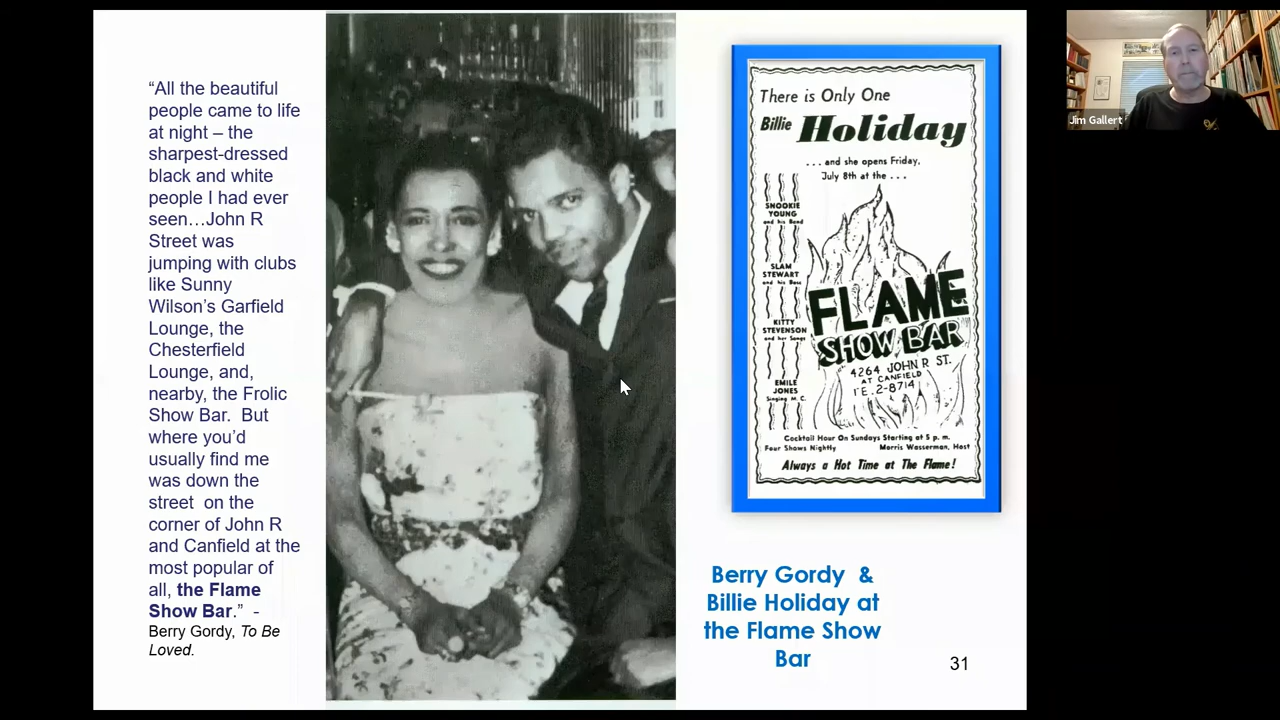 “All the beautiful
people came to life
at night – the
sharpest-dressed
black and white
people I had ever
seen…John R
Street was
jumping with clubs
like Sunny
Wilson’s Garfield
Lounge, the
Chesterfield
Lounge, and,
nearby, the Frolic
Show Bar.  But
where you’d
usually find me
was down the
street  on the
corner of John R
and Canfield at the
most popular of
all, the Flame
Show Bar.”  -
Berry Gordy, To Be
Loved.
There is Only One
Billie Holiday
. . . and she opens Friday,
July 8th at the . . .
SNOOKIE
YOUNG
and his Band
SLAM
STEWART
and his Bass
KITTY
STEVENSON
and her Songs
EMILE
JONES
Singing M. C.
FLAME
SHOW BAR
4264 JOHN R ST.
AT CANFIELD
TE. 2-8714
Cocktail Hour On Sundays Starting at 5 p. m.
Four Shows Nightly Morris Wasserman, Host
Always a Hot Time at The Flame!
Berry Gordy  &
Billie Holiday at
the Flame Show
Bar
31
Jim Gallert